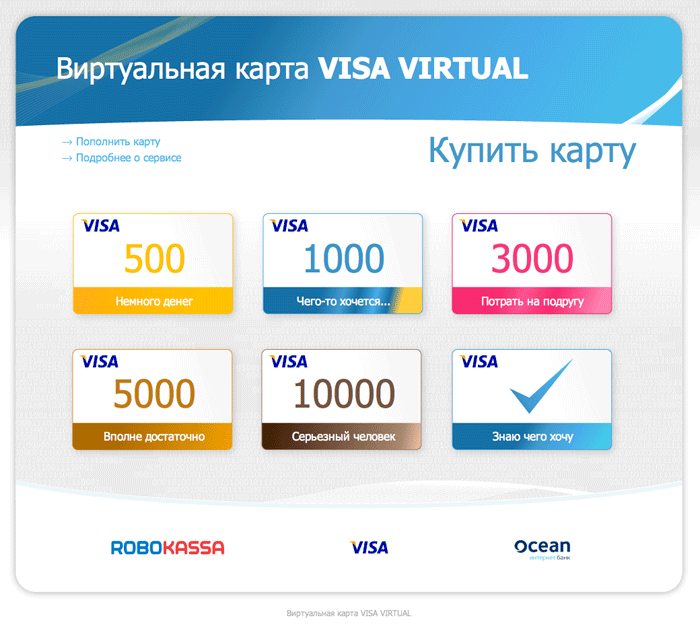 Виртуальная карта VISA VIRTUAL
→ Пополнить карту
→ Подробнее о сервисе
Купить карту
VISA
500
Немного денег
VISA
1000
Чего-то хочется...
VISA
3000
Потрать на подругу
VISA
5000
Вполне достаточно
VISA
10000
Серьезный человек
VISA
Знаю чего хочу
ROBOKASSA
VISA
Ocean
интернет банк
Виртуальная карта VISA VIRTUAL